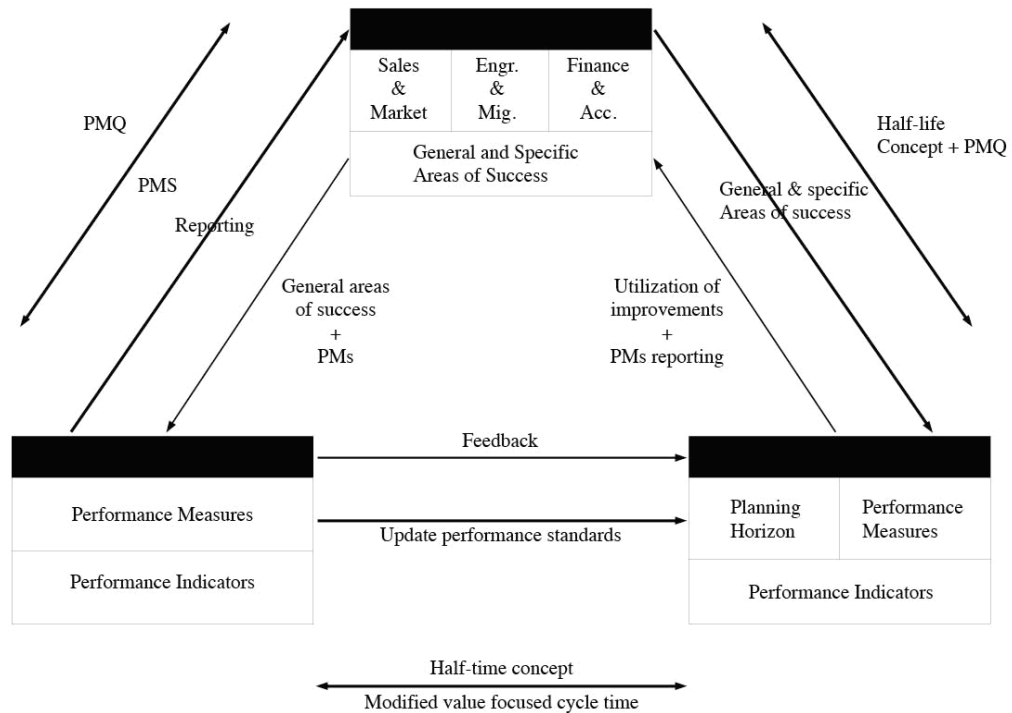 Sales
&
Market
Engr.
&
Mig.
Finance
&
Acc.
General and Specific
Areas of Success
PMQ
PMS
Reporting
Half-life
Concept + PMQ
General & specific
Areas of success
General areas
of success
+
PMs
Utilization of
improvements
+
PMs reporting
Feedback
Update performance standards
Performance Measures
Performance Indicators
Planning
Horizon
Performance
Measures
Performance Indicators
Half-time concept
Modified value focused cycle time